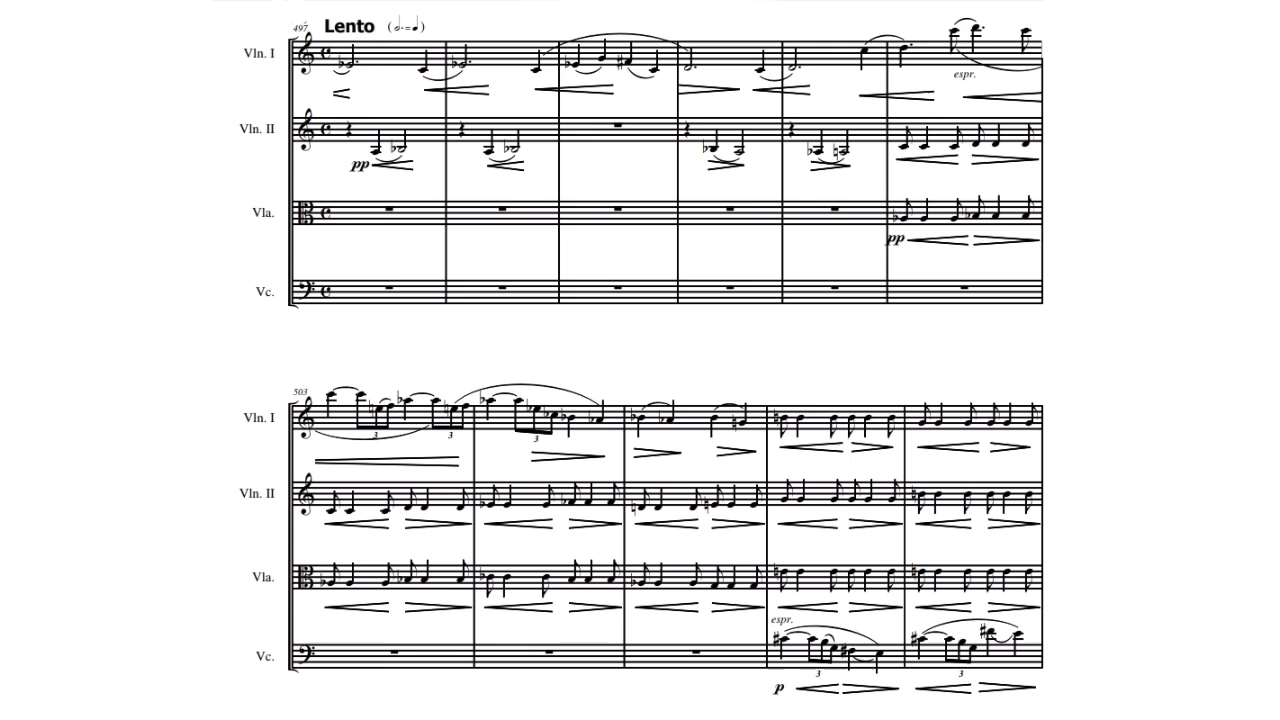 497
Lento (𝅗𝅥.=♩)
Vln. I
espr.
Vln. II
pp
Vla.
pp
Vc.
503
Vln. I
3 3 3
Vln. II
Vla.
espr.
Vc.
3 3
p